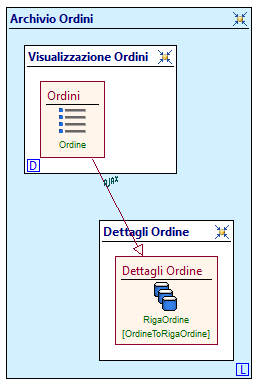 Archivio Ordini
Visualizzazione Ordini
Ordini
Ordine
D
AJAX
Dettagli Ordine
Dettagli Ordine
RigaOrdine
[OrdineToRigaOrdine]
L